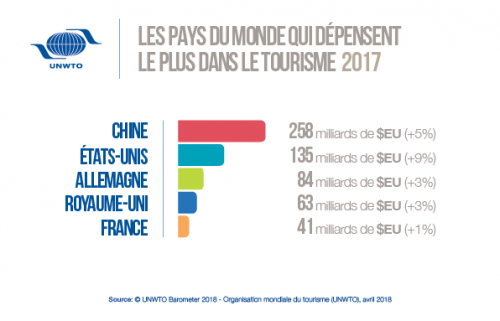 LES PAYS DU MONDE QUI DÉPENSENT
LE PLUS DANS LE TOURISME 2017
UNWTO
CHINE 258 milliards de $EU (+5%)
ÉTATS-UNIS 135 milliards de $EU (+9%)
ALLEMAGNE 84 milliards de $EU (+3%)
ROYAUME-UNI 63 milliards de $EU (+3%)
FRANCE 41 milliards de $EU (+1%)
Source: © UNWTO Barometer 2018 - Organisation mondiale du tourisme (UNWTO), avril 2018